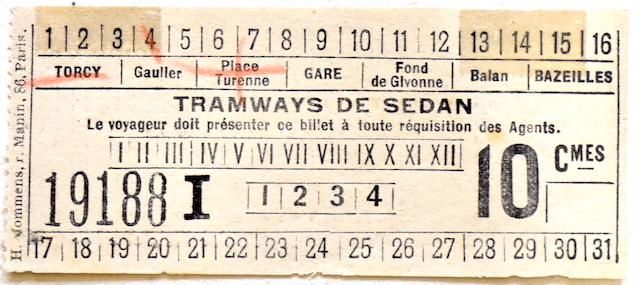 1 2 3 4 5 6 7 8 9 10 11 12 13 14 15 16
TORCY Gaulier Place Turenne GARE Fond de Givonne Balan BAZEILLES
TRAMWAYS DE SEDAN
Le voyageur doit présenter ce billet à toute réquisition des Agents.
I II III IV V VI VII VIII IX X XI XII
10 CMES
19188 I
1 2 3 4
17 18 19 20 21 22 23 24 25 26 27 28 29 30 31
H. Jommens, r. Manin, 86, Paris.